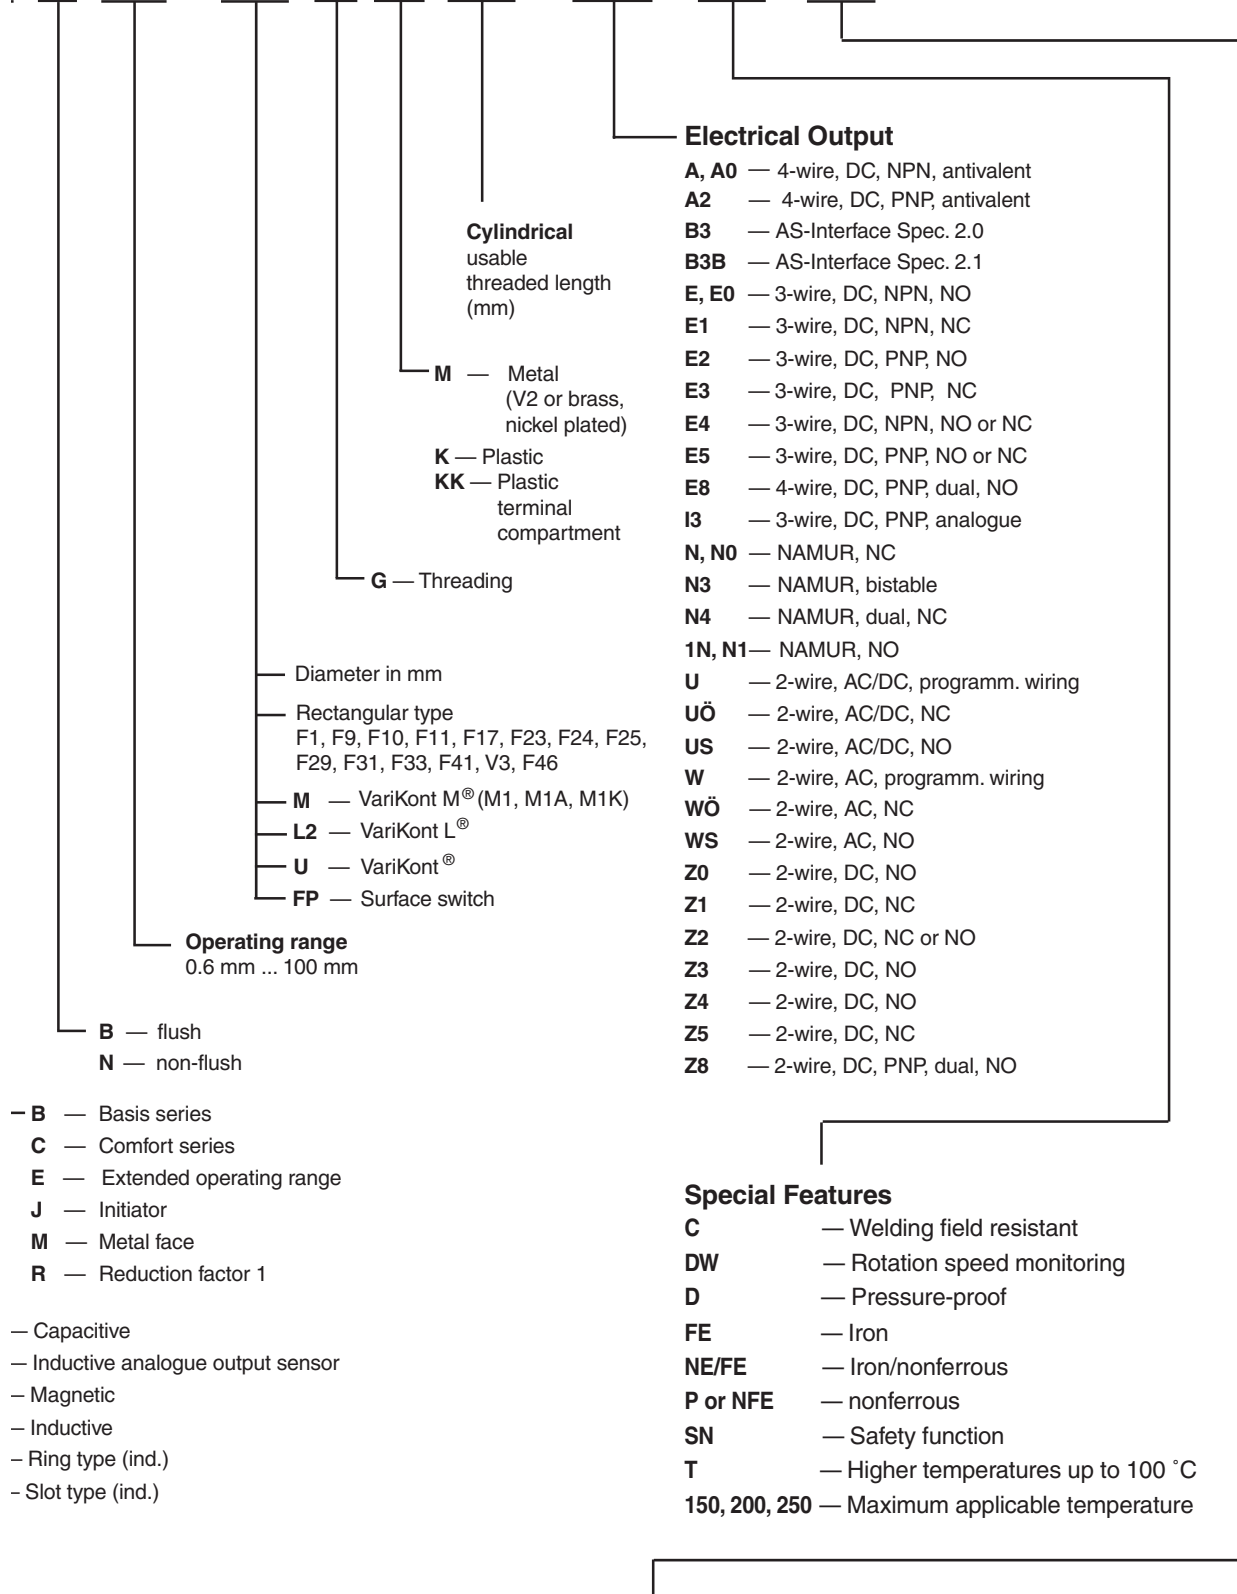 Electrical Output
A, A0 — 4-wire, DC, NPN, antivalent
A2 — 4-wire, DC, PNP, antivalent
B3 — AS-Interface Spec. 2.0
B3B — AS-Interface Spec. 2.1
E, E0 — 3-wire, DC, NPN, NO
E1 — 3-wire, DC, NPN, NC
E2 — 3-wire, DC, PNP, NO
E3 — 3-wire, DC, PNP, NC
E4 — 3-wire, DC, NPN, NO or NC
E5 — 3-wire, DC, PNP, NO or NC
E8 — 4-wire, DC, PNP, dual, NO
I3 — 3-wire, DC, PNP, analogue
N, N0 — NAMUR, NC
N3 — NAMUR, bistable
N4 — NAMUR, dual, NC
1N, N1— NAMUR, NO
U — 2-wire, AC/DC, programm. wiring
UÖ — 2-wire, AC/DC, NC
US — 2-wire, AC/DC, NO
W — 2-wire, AC, programm. wiring
WÖ — 2-wire, AC, NC
WS — 2-wire, AC, NO
Z0 — 2-wire, DC, NO
Z1 — 2-wire, DC, NC
Z2 — 2-wire, DC, NC or NO
Z3 — 2-wire, DC, NO
Z4 — 2-wire, DC, NO
Z5 — 2-wire, DC, NC
Z8 — 2-wire, DC, PNP, dual, NO
Cylindrical
usable
threaded length
(mm)
M — Metal
(V2 or brass,
nickel plated)
K — Plastic
KK — Plastic
terminal
compartment
G — Threading
Diameter in mm
Rectangular type
F1, F9, F10, F11, F17, F23, F24, F25,
F29, F31, F33, F41, V3, F46
M — VariKont M® (M1, M1A, M1K)
L2 — VariKont L®
U — VariKont®
FP — Surface switch
Operating range
0.6 mm ... 100 mm
B — flush
N — non-flush
B — Basis series
C — Comfort series
E — Extended operating range
J — Initiator
M — Metal face
R — Reduction factor 1
— Capacitive
— Inductive analogue output sensor
— Magnetic
— Inductive
– Ring type (ind.)
– Slot type (ind.)
Special Features
C — Welding field resistant
DW — Rotation speed monitoring
D — Pressure-proof
FE — Iron
NE/FE — Iron/nonferrous
P or NFE — nonferrous
SN — Safety function
T — Higher temperatures up to 100 ˚C
150, 200, 250 — Maximum applicable temperature